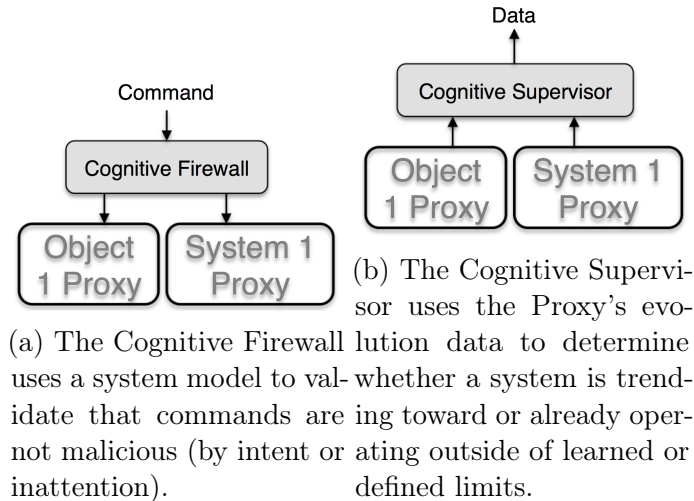 Command
Cognitive Firewall
Object
1 Proxy
System 1
Proxy
(a) The Cognitive Firewall
uses a system model to val-
idate that commands are
not malicious (by intent or
inattention).
Data
Cognitive Supervisor
Object
1 Proxy
System 1
Proxy
(b) The Cognitive Supervi-
sor uses the Proxy's evo-
lution data to determine
whether a system is trend-
ing toward or already oper-
ating outside of learned or
defined limits.